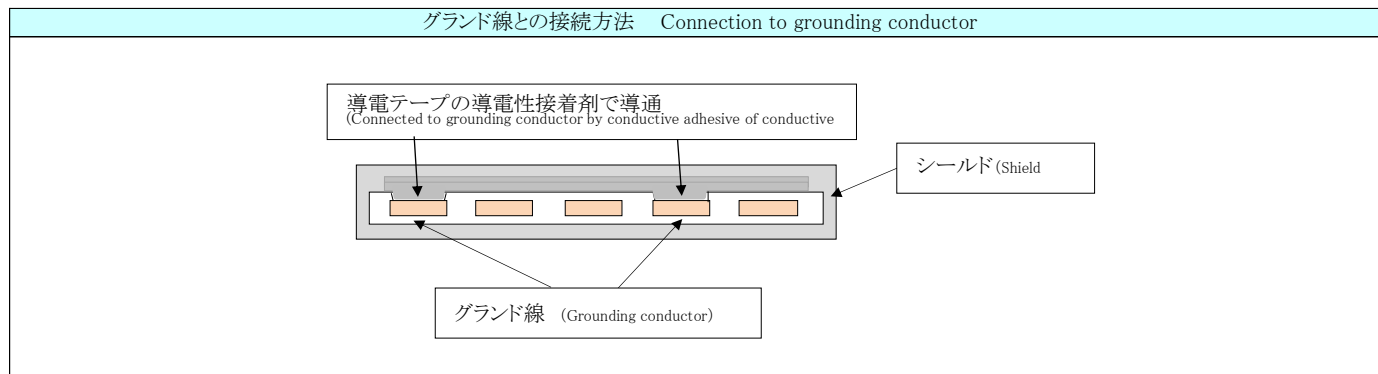 グランド線との接続方法 Connection to grounding conductor
導電テープの導電性接着剤で導通
(Connected to grounding conductor by conductive adhesive of conductive
シールド(Shield
グランド線 (Grounding conductor)